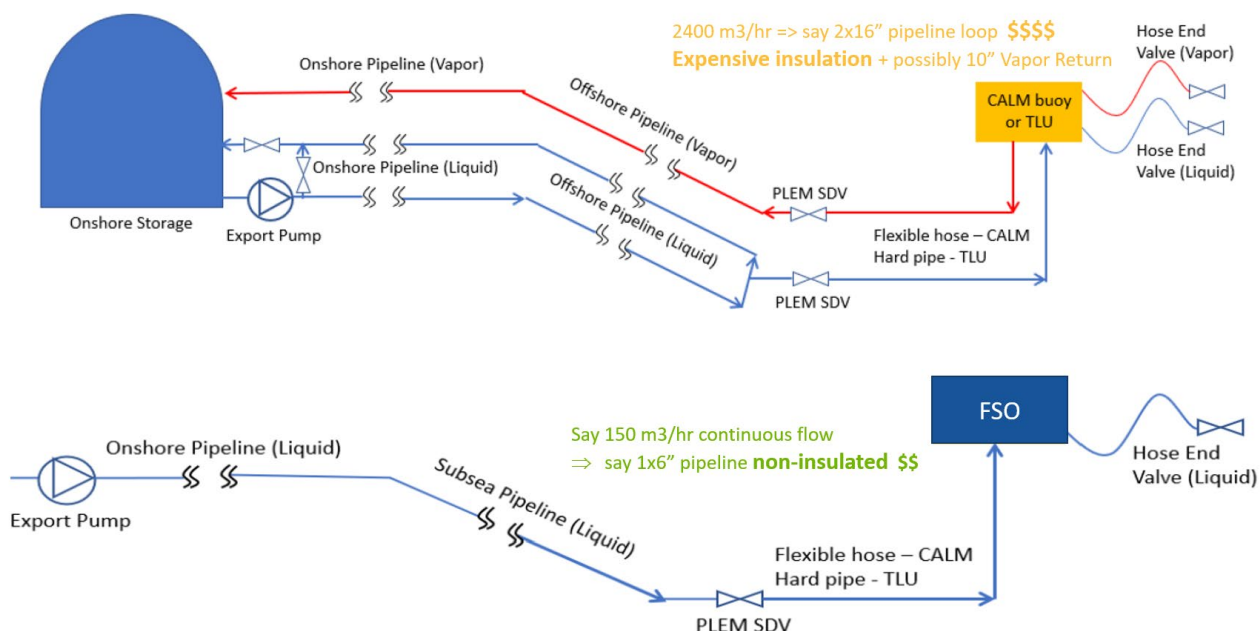 2400 m3/hr => say 2x16” pipeline loop $$$$
Expensive insulation + possibly 10” Vapor Return
Hose End
Valve (Vapor)
Onshore Pipeline (Vapor)
Offshore Pipeline (Vapor)
CALM buoy
or TLU
Hose End
Valve (Liquid)
Onshore Pipeline (Liquid)
Offshore Pipeline (Liquid)
PLEM SDV
Onshore Storage
Export Pump
Flexible hose – CALM
Hard pipe - TLU
PLEM SDV
FSO
Say 150 m3/hr continuous flow
⇒ say 1x6” pipeline non-insulated $$
Onshore Pipeline (Liquid)
Hose End
Valve (Liquid)
Subsea Pipeline (Liquid)
Export Pump
Flexible hose – CALM
Hard pipe - TLU
PLEM SDV